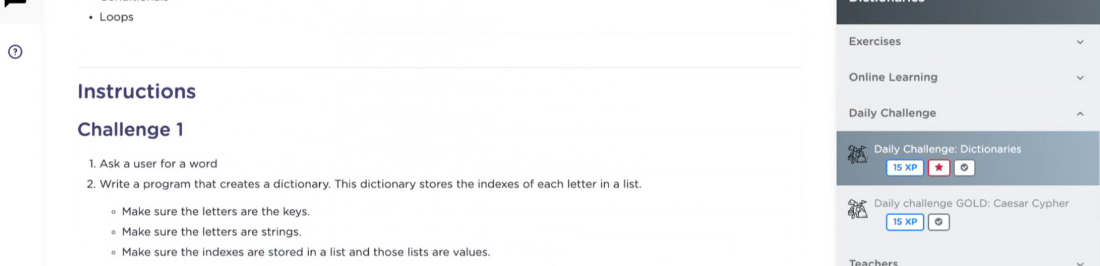 Loops
Instructions
Challenge 1
1. Ask a user for a word
2. Write a program that creates a dictionary. This dictionary stores the indexes of each letter in a list.
Make sure the letters are the keys.
Make sure the letters are strings.
Make sure the indexes are stored in a list and those lists are values.
Exercises
Online Learning
Daily Challenge
Daily Challenge: Dictionaries
15 XP
Daily challenge GOLD: Caesar Cypher
15 XP
Teachers